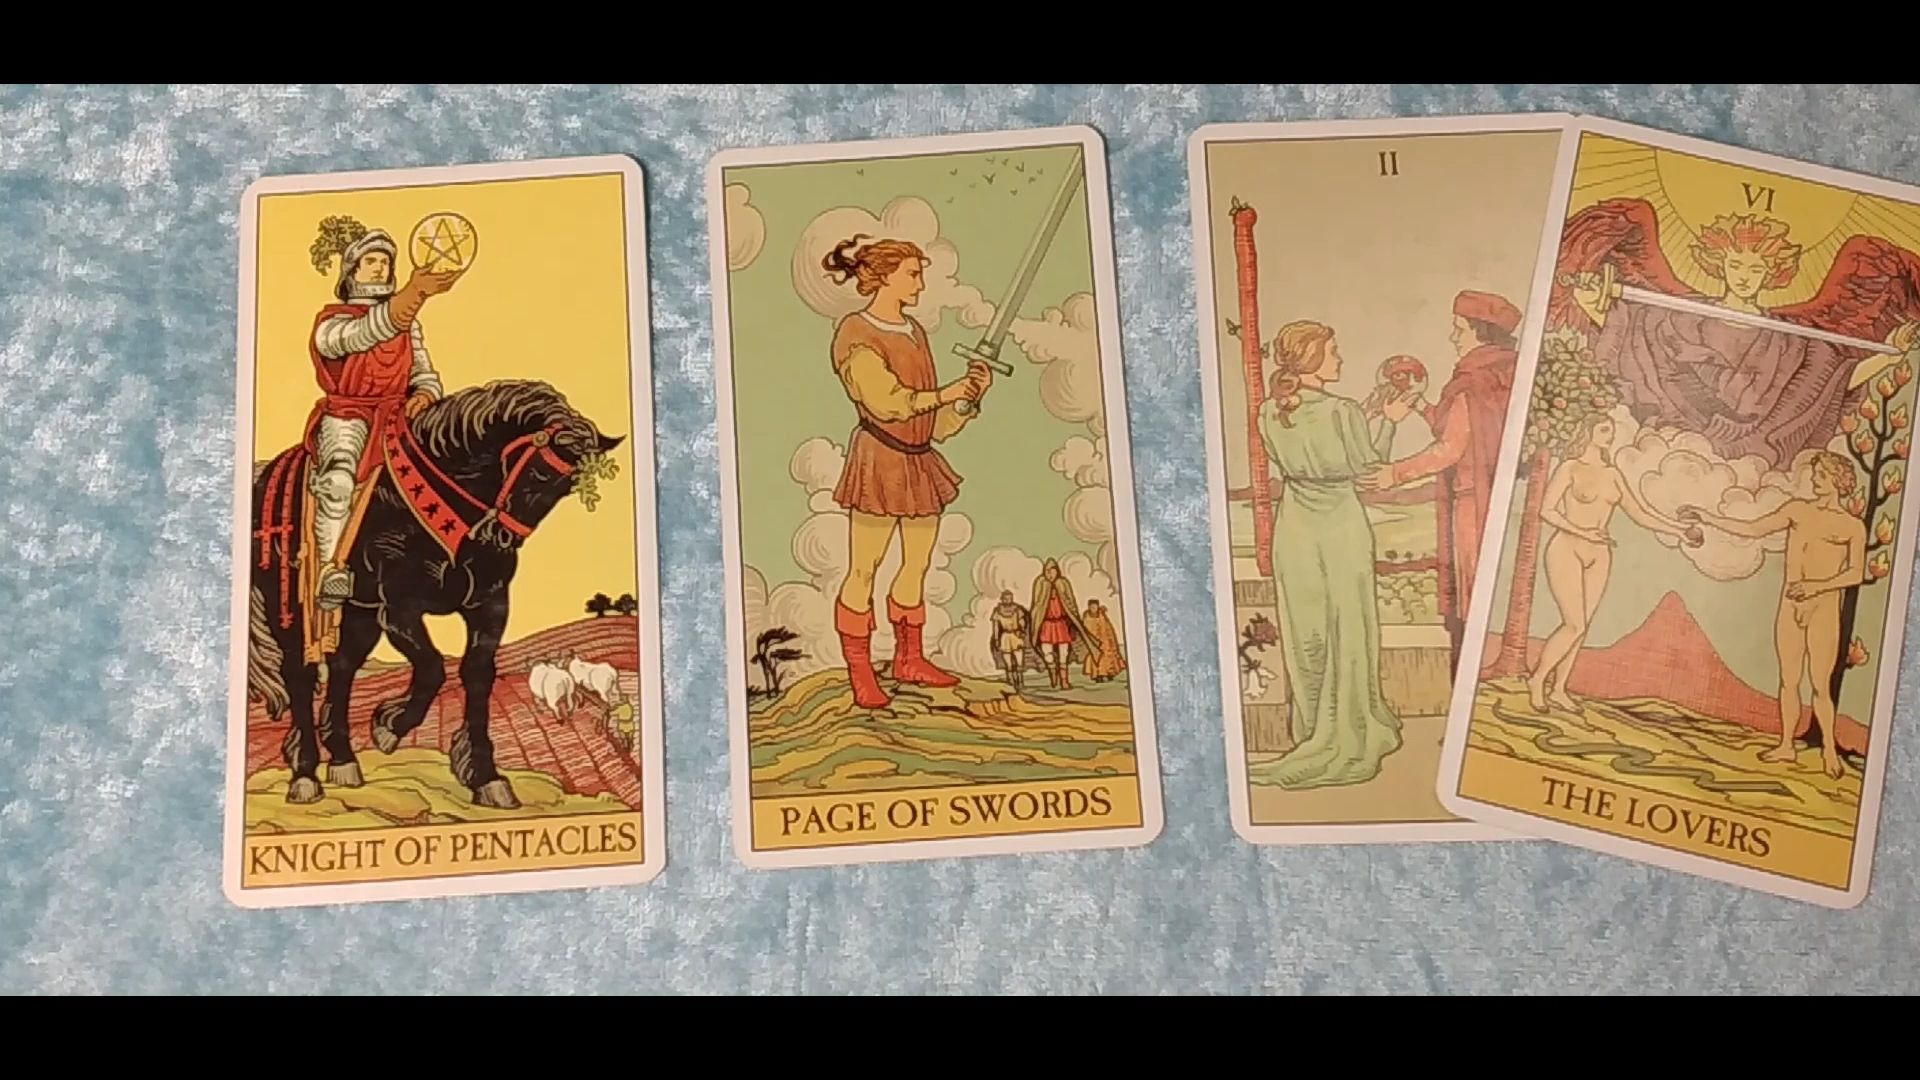 KNIGHT OF PENTACLES
PAGE OF SWORDS
II
VI
THE LOVERS